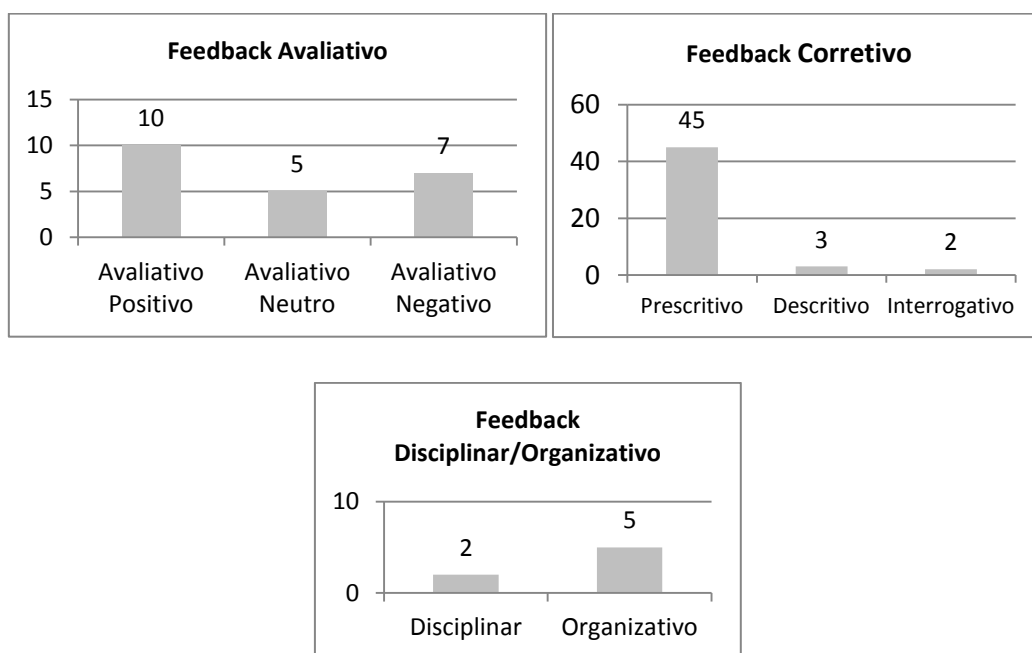 Feedback Avaliativo
15
10
5
0
10
5
7
Avaliativo Positivo
Avaliativo Neutro
Avaliativo Negativo
Feedback Corretivo
60
40
20
0
45
3
2
Prescritivo
Descritivo
Interrogativo
Feedback
Disciplinar/Organizativo
10
0
2
5
Disciplinar
Organizativo